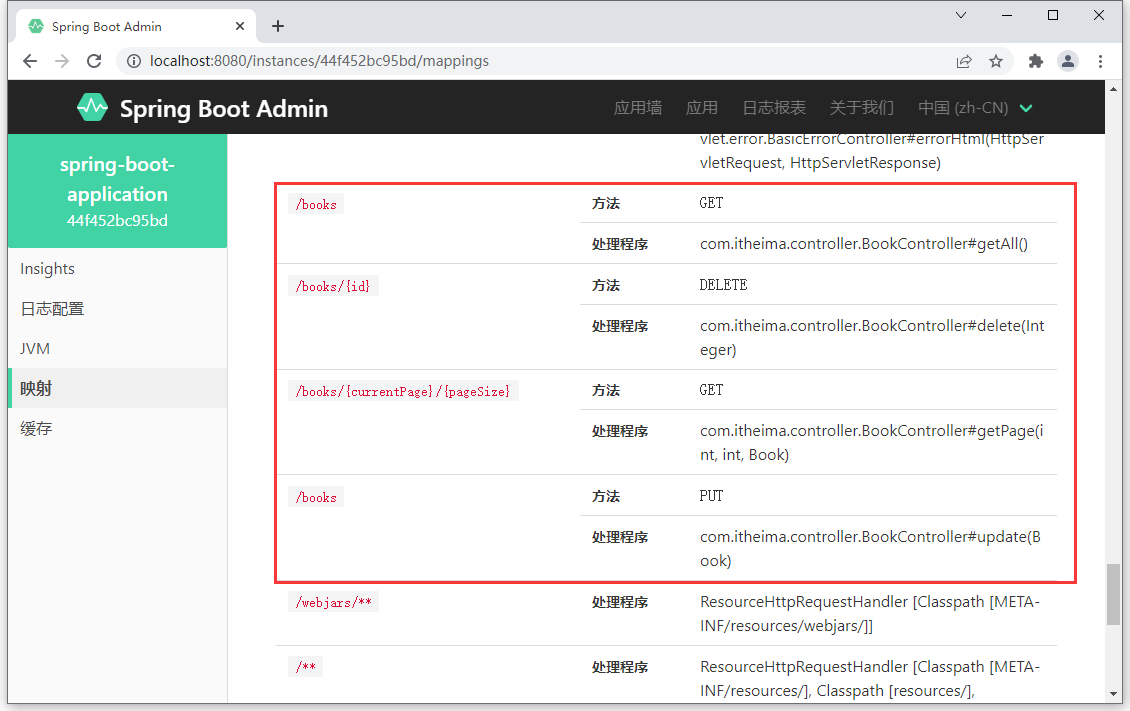 Spring Boot Admin
localhost:8080/instances/44f452bc95bd/mappings
Spring Boot Admin
应用墙 应用 日志报表 关于我们 中国 (zh-CN)
spring-boot-
application
44f452bc95bd
Insights
日志配置
JVM
映射
缓存
vlet.error.BasicErrorController#errorHtml(HttpSer
vletRequest, HttpServletResponse)
/books 方法 GET
处理程序 com.itheima.controller.BookController#getAll()
/books/{id} 方法 DELETE
处理程序 com.itheima.controller.BookController#delete(Int
eger)
/books/{currentPage}/{pageSize} 方法 GET
处理程序 com.itheima.controller.BookController#getPage(i
nt, int, Book)
/books 方法 PUT
处理程序 com.itheima.controller.BookController#update(B
ook)
/webjars/** 处理程序 ResourceHttpRequestHandler [Classpath [META-
INF/resources/webjars/]]
/** 处理程序 ResourceHttpRequestHandler [Classpath [META-
INF/resources/], Classpath [resources/],